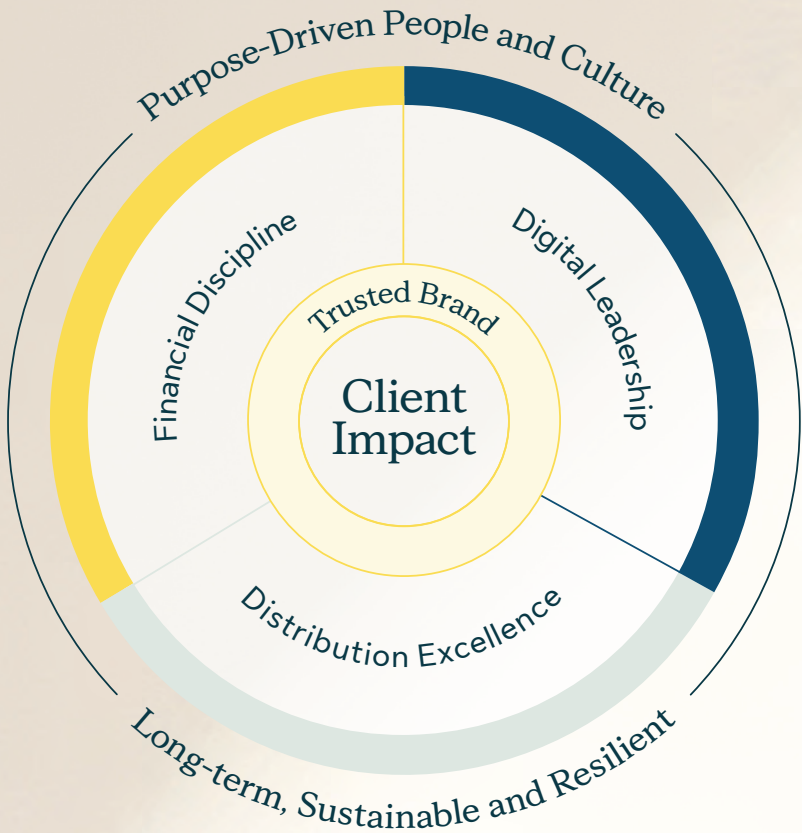 Purpose-Driven People and Culture
Financial Discipline
Digital Leadership
Trusted Brand
Client
Impact
Distribution Excellence
Long-term, Sustainable and Resilient